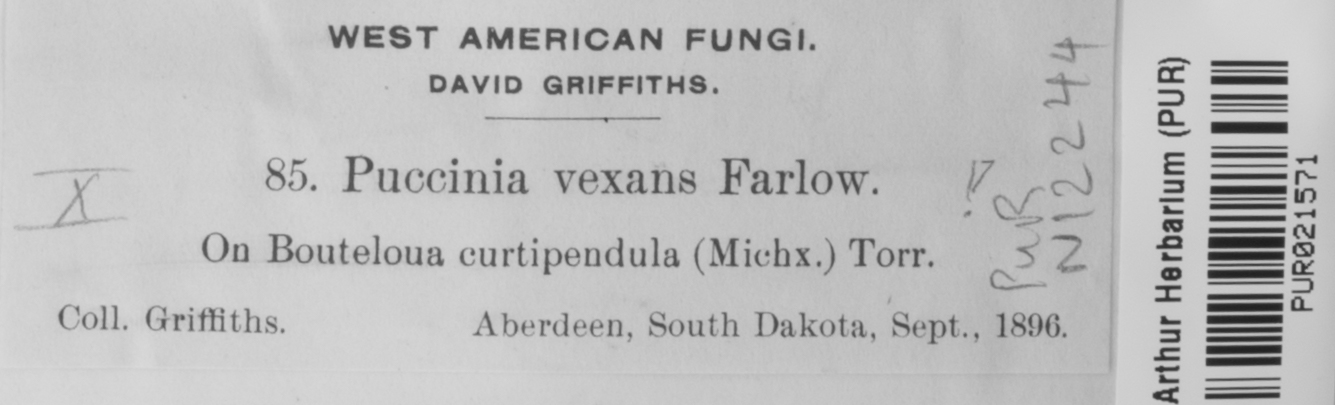 WEST AMERICAN FUNGI.
DAVID GRIFFITHS.
85. Puccinia vexans Farlow.
X
On Bouteloua curtipendula (Michx.) Torr.
Coll. Griffiths.
Aberdeen, South Dakota, Sept., 1896.
PUR
N12244
Arthur Herbarium (PUR)
PUR021571